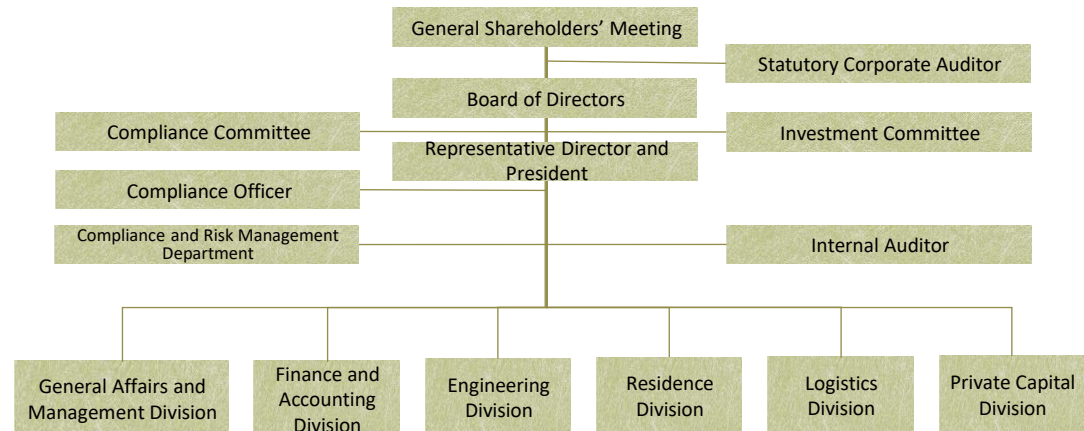 General Shareholders’ Meeting
Statutory Corporate Auditor
Board of Directors
Compliance Committee
Investment Committee
Representative Director and
President
Compliance Officer
Compliance and Risk Management
Department
Internal Auditor
General Affairs and
Management Division
Finance and
Accounting
Division
Engineering
Division
Residence
Division
Logistics
Division
Private Capital
Division